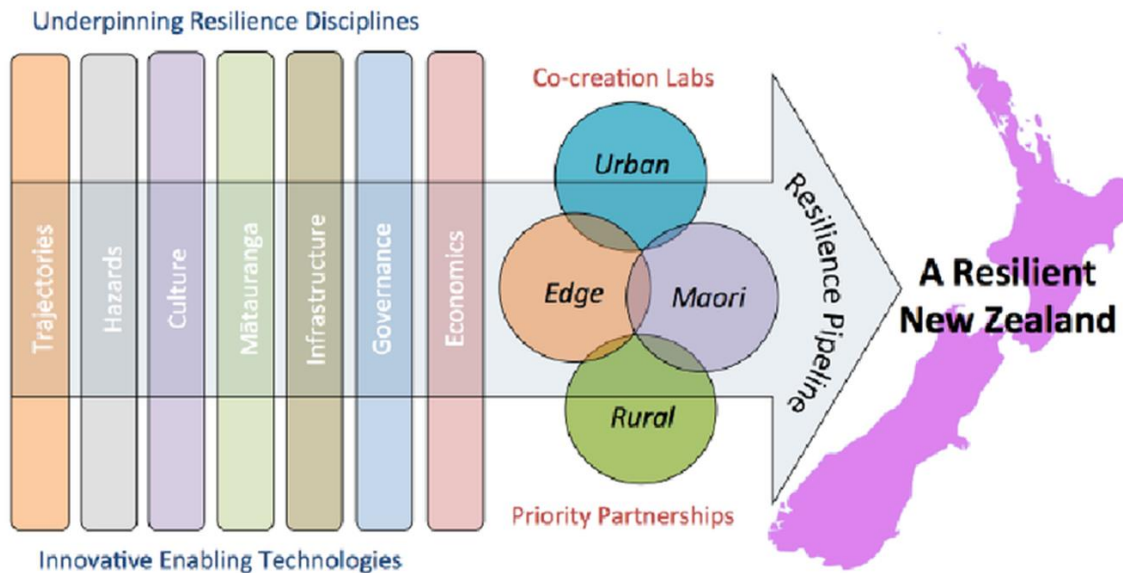 Underpinning Resilience Disciplines
Trajectories
Hazards
Culture
Mātauranga
Infrastructure
Governance
Economics
Innovative Enabling Technologies
Co-creation Labs
Urban
Edge
Maori
Rural
Priority Partnerships
Resilience Pipeline
A Resilient
New Zealand